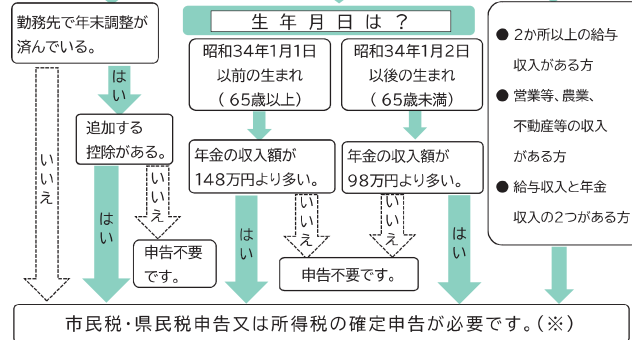 勤務先で年末調整が
済んでいる。
はい
いいえ
追加する
控除がある。
はい
いいえ
申告不要
です。
生年月日は？
昭和34年1月1日
以前の生まれ
（65歳以上）
昭和34年1月2日
以後の生まれ
（65歳未満）
年金の収入額が
148万円より多い。
年金の収入額が
98万円より多い。
はい
いいえ
いいえ
はい
申告不要です。
● 2か所以上の給与
収入がある方
● 営業等、農業、
不動産等の収入
がある方
● 給与収入と年金
収入の2つがある方
市民税・県民税申告又は所得税の確定申告が必要です。（※）